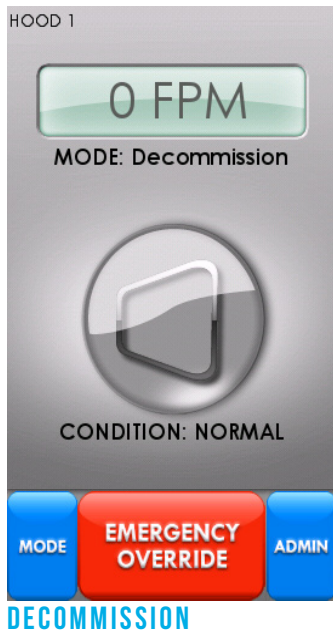 HOOD 1
0 FPM
MODE: Decommission
CONDITION: NORMAL
MODE
EMERGENCY
OVERRIDE
ADMIN
DECOMMISSION